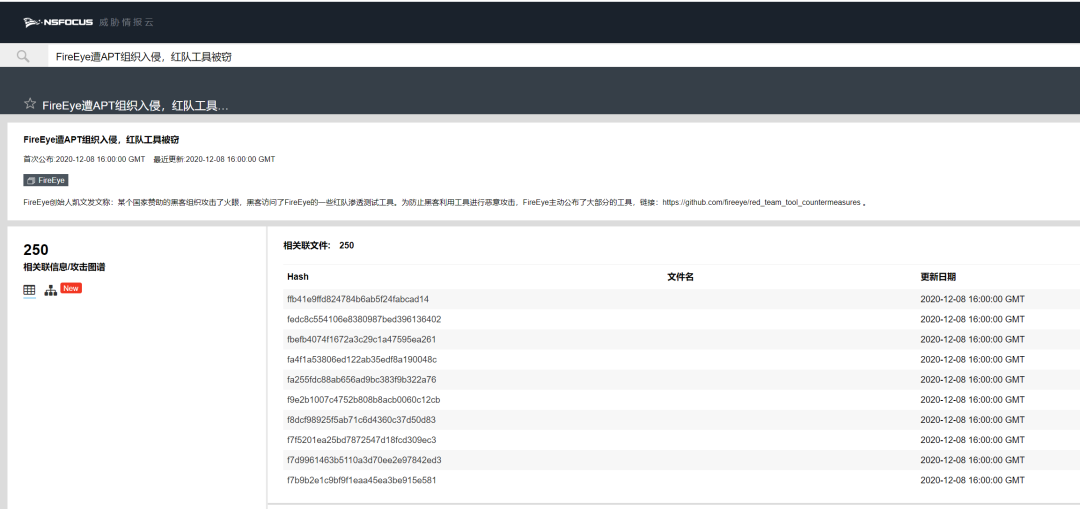 NSFOCUS 威胁情报云
FireEye遭APT组织入侵，红队工具被窃
FireEye遭APT组织入侵，红队工具…
FireEye遭APT组织入侵，红队工具被窃
首次公布 2020-12-08 16:00:00 GMT 最近更新 2020-12-08 16:00:00 GMT
FireEye
FireEye创始人凯文发文称：某个国家赞助的黑客组织攻击了火眼，黑客访问了FireEye的一些红队渗透测试工具。为防止黑客利用工具进行恶意攻击，FireEye主动公布了大部分的工具，链接：https://github.com/fireeye/red_team_tool_countermeasures 。
250
相关联信息/攻击图谱
New
相关联文件： 250
Hash 文件名 更新日期
ffb41e9ffd824784b6ab5f24fabcad14 2020-12-08 16:00:00 GMT
fedc8c554106e8380987bed396136402 2020-12-08 16:00:00 GMT
fbefb4074f1672a3c29c1a47595ea261 2020-12-08 16:00:00 GMT
fa4f1a53806ed122ab35edf8a190048c 2020-12-08 16:00:00 GMT
fa255fdc88ab656ad9bc383f9b322a76 2020-12-08 16:00:00 GMT
f9e2b1007c4752b808b8acb0060c12cb 2020-12-08 16:00:00 GMT
f8dcf98925f5ab71c6d4360c37d50d83 2020-12-08 16:00:00 GMT
f7f5201ea25bd7872547d18fcd309ec3 2020-12-08 16:00:00 GMT
f7d9961463b5110a3d70ee2e97842ed3 2020-12-08 16:00:00 GMT
f7b9b2e1c9bf9f1eaa45ea3be915e581 2020-12-08 16:00:00 GMT